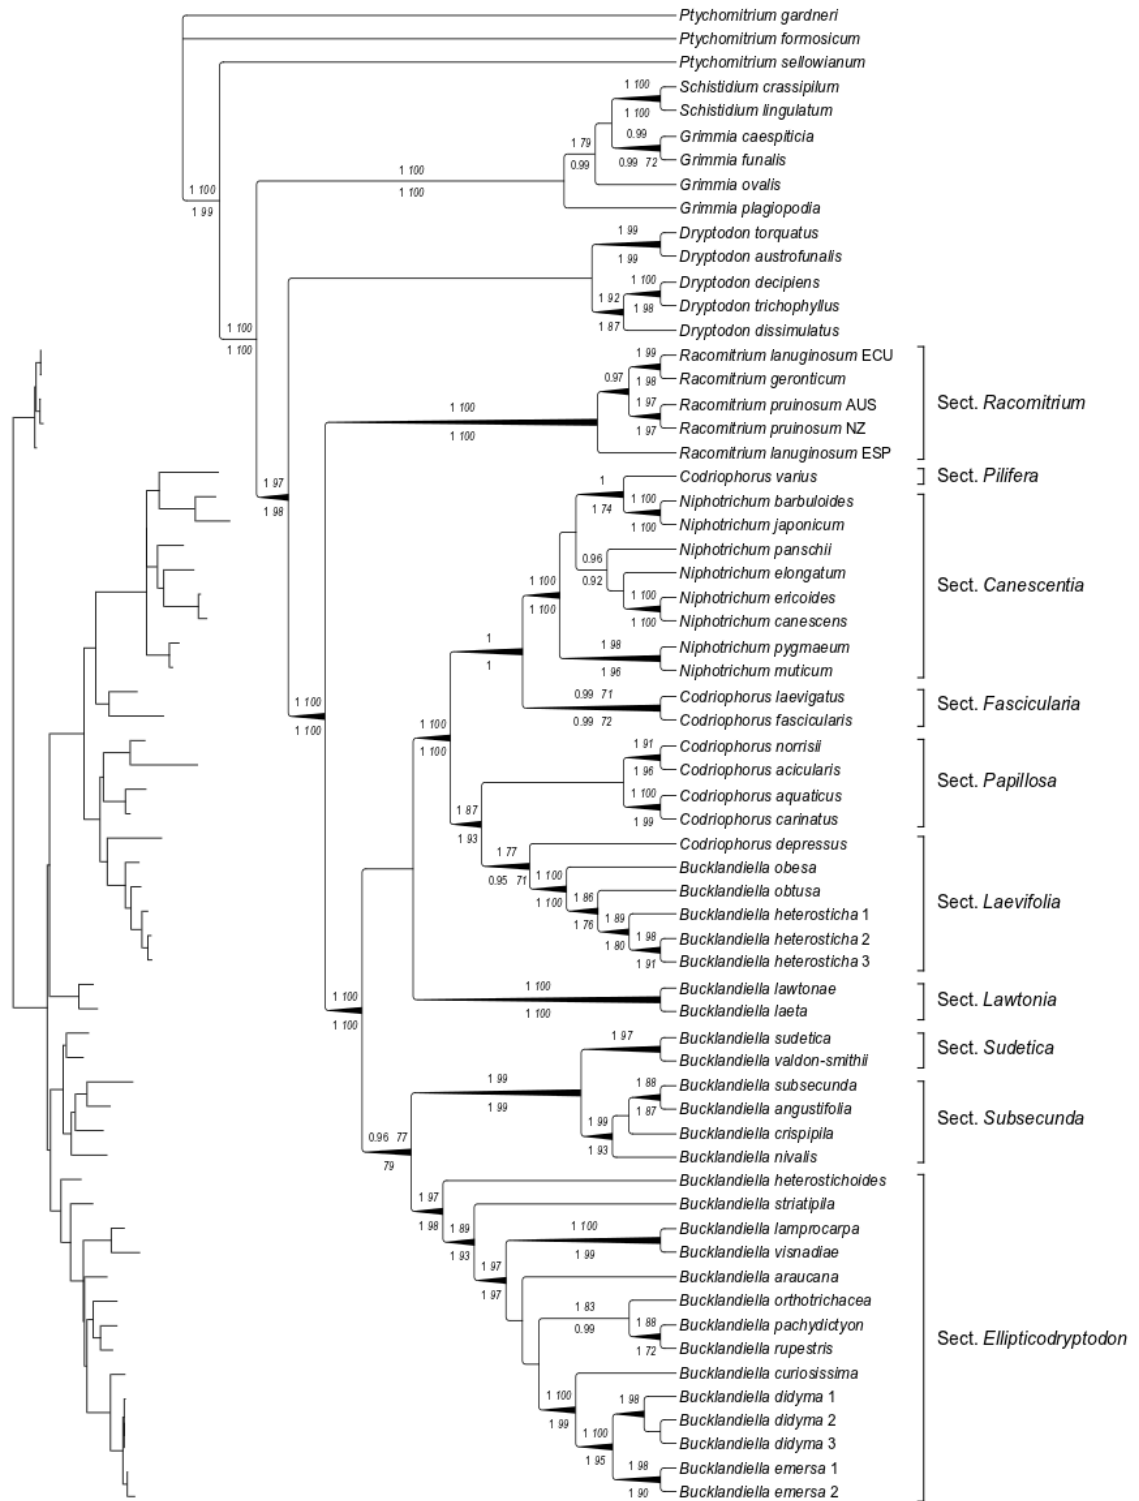 Ptychomitrium gardneri
Ptychomitrium formosicum
Ptychomitrium sellowianum
1 100
Schistidium crassipilum
1 100
Schistidium lingulatum
0.99
Grimmia caespiticia
1 79
0.99
0.99 72
Grimmia funalis
1 100
1 100
Grimmia ovalis
1 100
1 99
Grimmia plagiopodia
1 99
Dryptodon torquatus
1 99
Dryptodon austrofunalis
1 100
Dryptodon decipiens
1 92
1 98
Dryptodon trichophyllus
1 87
Dryptodon dissimulatus
1 100
1 100
1 99
Racomitrium lanuginosum ECU
0.97
1 98
Racomitrium geronticum
1 97
Racomitrium pruinosum AUS
Sect. Racomitrium
1 100
1 97
Racomitrium pruinosum NZ
1 100
Racomitrium lanuginosum ESP
1
Codriophorus varius
Sect. Pilifera
1 97
1 98
1 74
1 100
Niphotrichum barbuloides
1 100
Niphotrichum japonicum
0.96
Niphotrichum panschii
0.92
Niphotrichum elongatum
Sect. Canescentia
1 100
1 100
1 100
Niphotrichum ericoides
1 100
Niphotrichum canescens
1
1
1 98
Niphotrichum pygmaeum
1 96
Niphotrichum muticum
0.99 71
Codriophorus laevigatus
Sect. Fascicularia
1 100
1 100
0.99 72
Codriophorus fascicularis
1 100
1 100
1 91
Codriophorus norrisii
1 96
Codriophorus acicularis
Sect. Papillosa
1 100
Codriophorus aquaticus
1 87
1 93
1 99
Codriophorus carinatus
1 77
Codriophorus depressus
0.95 71
1 100
Bucklandiella obesa
1 100
1 86
Bucklandiella obtusa
Sect. Laevifolia
1 76
1 89
Bucklandiella heterosticha 1
1 80
1 98
Bucklandiella heterosticha 2
1 91
Bucklandiella heterosticha 3
1 100
Bucklandiella lawtonae
Sect. Lawtonia
1 100
1 100
1 100
Bucklandiella laeta
1 97
Bucklandiella sudetica
Sect. Sudetica
Bucklandiella valdon-smithii
1 99
1 99
1 88
Bucklandiella subsecunda
1 87
Bucklandiella angustifolia
Sect. Subsecunda
1 99
1 93
Bucklandiella crispipila
0.96 77
79
Bucklandiella nivalis
Bucklandiella heterostichoides
1 97
1 98
Bucklandiella striatipila
1 89
1 93
1 100
Bucklandiella lamprocarpa
1 99
Bucklandiella visnadiae
1 97
1 97
Bucklandiella araucana
1 83
Bucklandiella orthotrichacea
0.99
1 88
Bucklandiella pachydictyon
Sect. Ellipticodryptodon
1 72
Bucklandiella rupestris
Bucklandiella curiosissima
1 100
1 99
1 98
Bucklandiella didyma 1
Bucklandiella didyma 2
1 100
1 95
Bucklandiella didyma 3
1 98
Bucklandiella emersa 1
1 90
Bucklandiella emersa 2